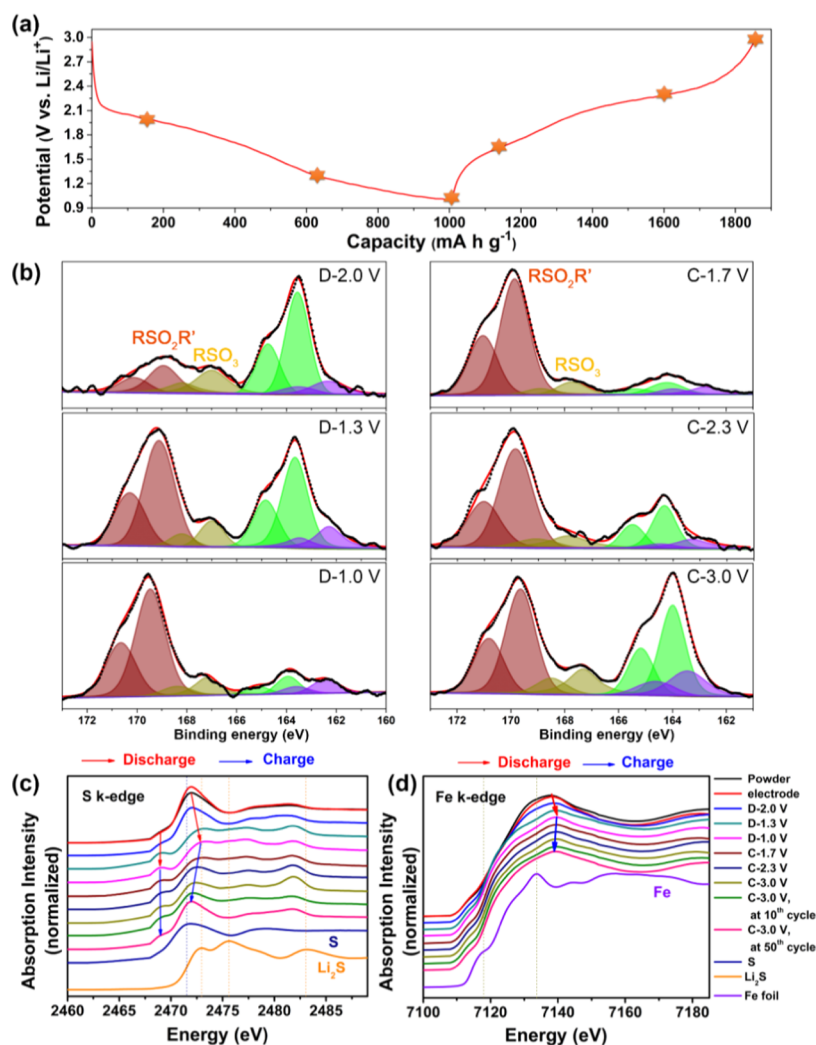 (a)
3.0
2.7
2.4
2.1
1.8
1.5
1.2
0.9
Potential (V vs. Li/Li⁺)
0 200 400 600 800 1000 1200 1400 1600 1800
Capacity (mA h g⁻¹)
(b)
D-2.0 V
RSO₂R'
RSO₃
D-1.3 V
D-1.0 V
172 170 168 166 164 162 160
Binding energy (eV)
C-1.7 V
RSO₂R'
RSO₃
C-2.3 V
C-3.0 V
172 170 168 166 164 162
Binding energy (eV)
Discharge Charge
(c) S k-edge
Absorption Intensity
(normalized)
S
Li₂S
2460 2465 2470 2475 2480 2485
Energy (eV)
Discharge Charge
(d) Fe k-edge
Absorption Intensity
(normalized)
Fe
7100 7120 7140 7160 7180
Energy (eV)
Powder
electrode
D-2.0 V
D-1.3 V
D-1.0 V
C-1.7 V
C-2.3 V
C-3.0 V
C-3.0 V,
at 10th cycle
C-3.0 V,
at 50th cycle
S
Li₂S
Fe foil